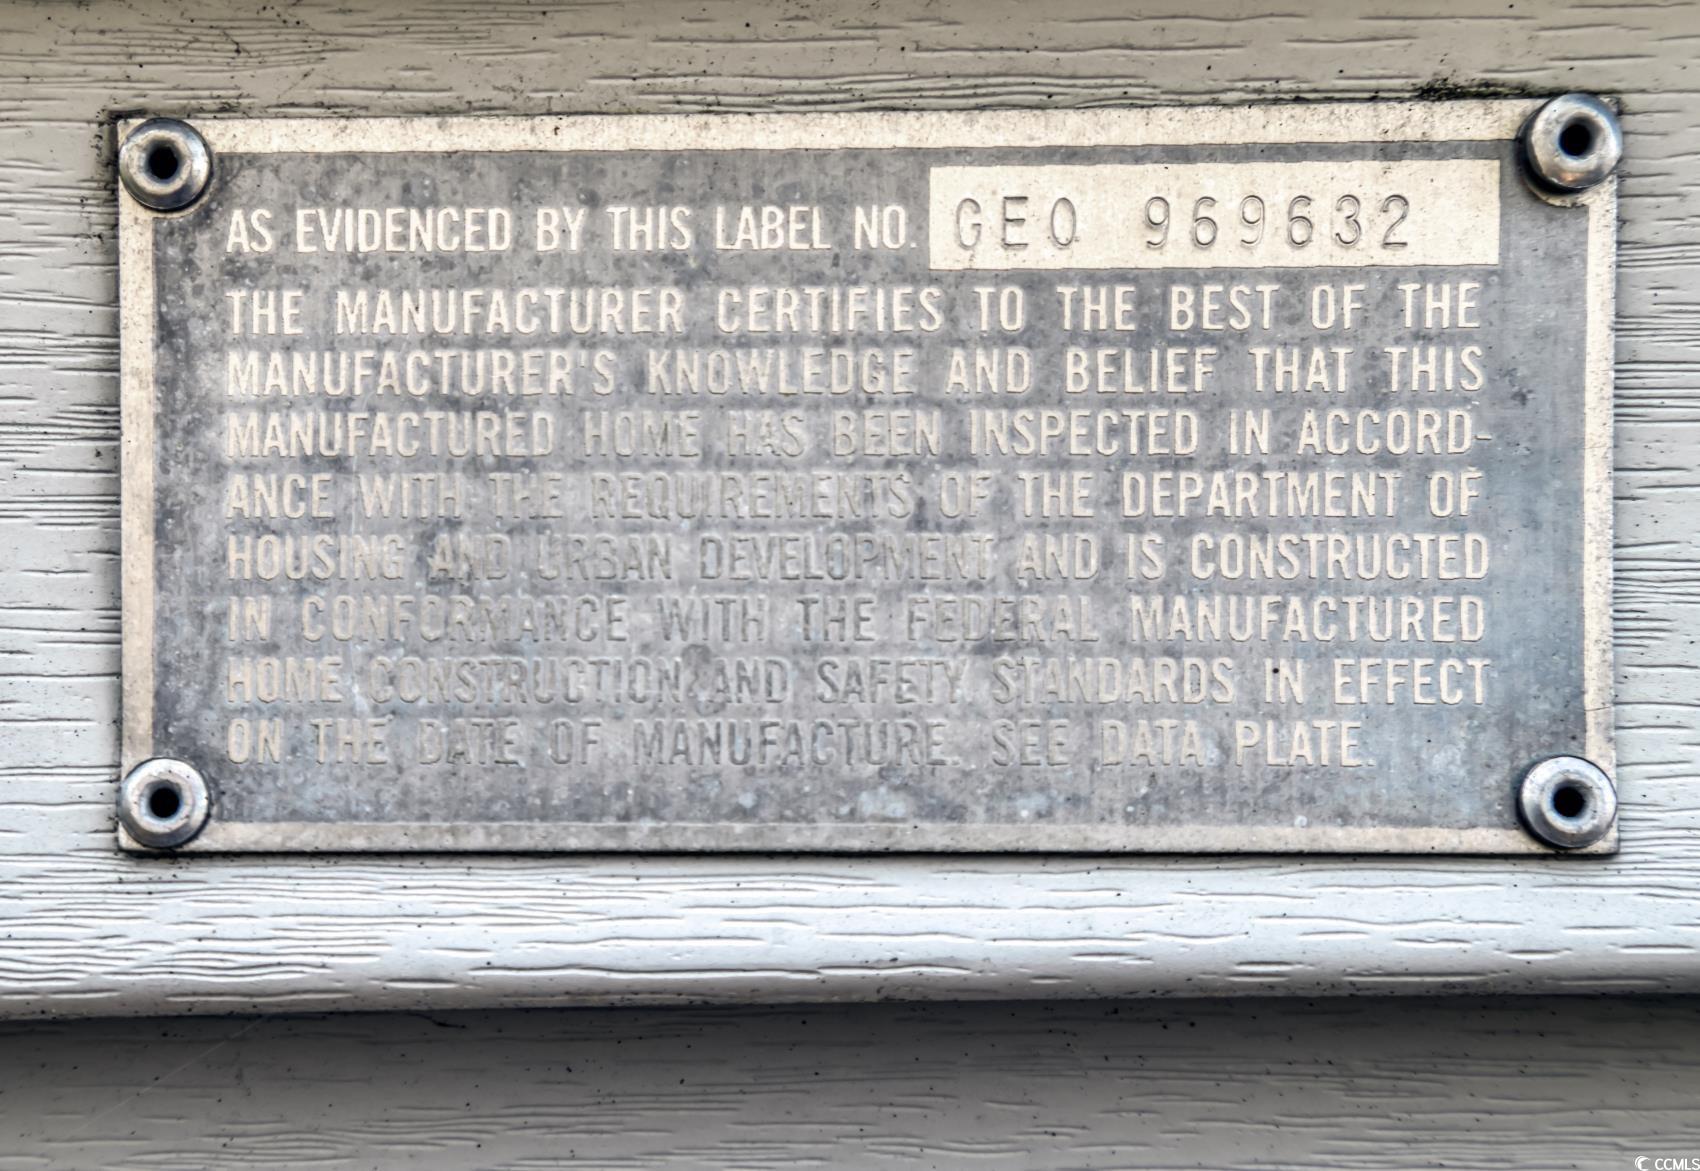 AS EVIDENCED BY THIS LABEL NO. GEO 969632
THE MANUFACTURER CERTIFIES TO THE BEST OF THE
MANUFACTURER'S KNOWLEDGE AND BELIEF THAT THIS
MANUFACTURED HOME HAS BEEN INSPECTED IN ACCORD-
ANCE WITH THE REQUIREMENTS OF THE DEPARTMENT OF
HOUSING AND URBAN DEVELOPMENT AND IS CONSTRUCTED
IN CONFORMANCE WITH THE FEDERAL MANUFACTURED
HOME CONSTRUCTION AND SAFETY STANDARDS IN EFFECT
ON THE DATE OF MANUFACTURE. SEE DATA PLATE.
CCMLS